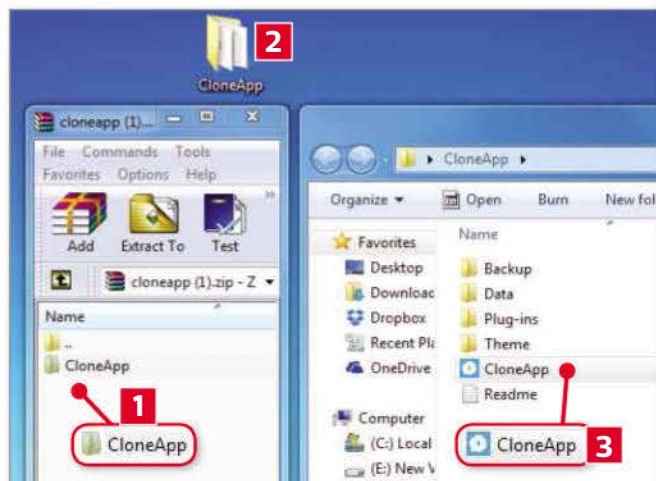 2
CloneApp
cloneapp (1)....
File Commands Tools
Favorites Options Help
»
Add Extract To Test
cloneapp (1).zip - Z
Name
..
CloneApp
1
CloneApp
CloneApp
Organize Open Burn New fol
Favorites
Desktop
Downloac
Dropbox
Recent Pla
OneDrive
Computer
(C:) Local
(E:) New V
Name
Backup
Data
Plug-ins
Theme
CloneApp
Readme
CloneApp
3